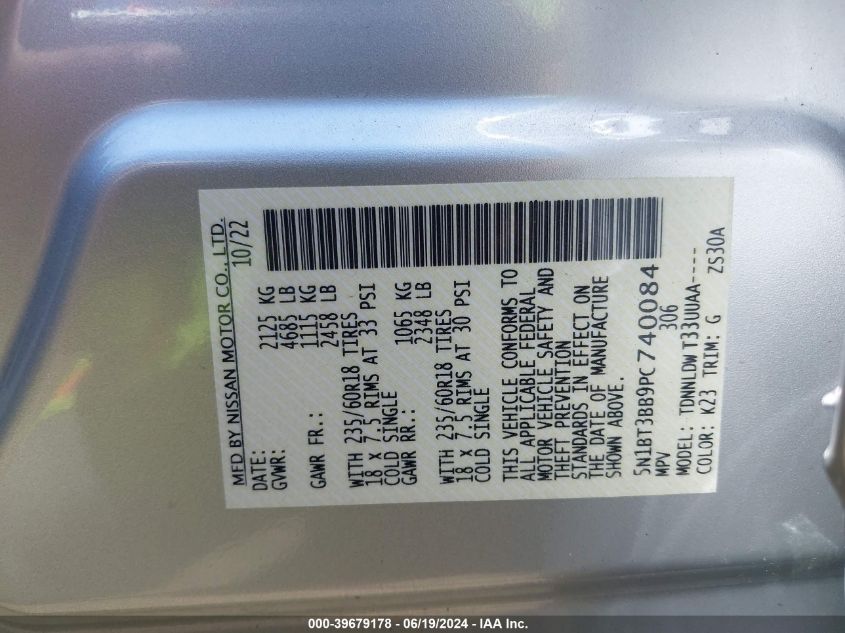 MFD BY NISSAN MOTOR CO., LTD.
DATE: 10/22
GVWR: 2125 KG
4685 LB
GAWR FR.: 1115 KG
2458 LB
WITH 235/60R18 TIRES
18 X 7.5 RIMS AT 33 PSI
COLD SINGLE
GAWR RR.: 1065 KG
2348 LB
WITH 235/60R18 TIRES
18 X 7.5 RIMS AT 30 PSI
COLD SINGLE
THIS VEHICLE CONFORMS TO
ALL APPLICABLE FEDERAL
MOTOR VEHICLE SAFETY AND
THEFT PREVENTION
STANDARDS IN EFFECT ON
THE DATE OF MANUFACTURE
SHOWN ABOVE.
5N1BT3BB9PC740084
MPV 306
MODEL: TDNNLDW T33UUAA----
COLOR: K23 TRIM: G ZS30A
000-39679178 - 06/19/2024 - IAA Inc.